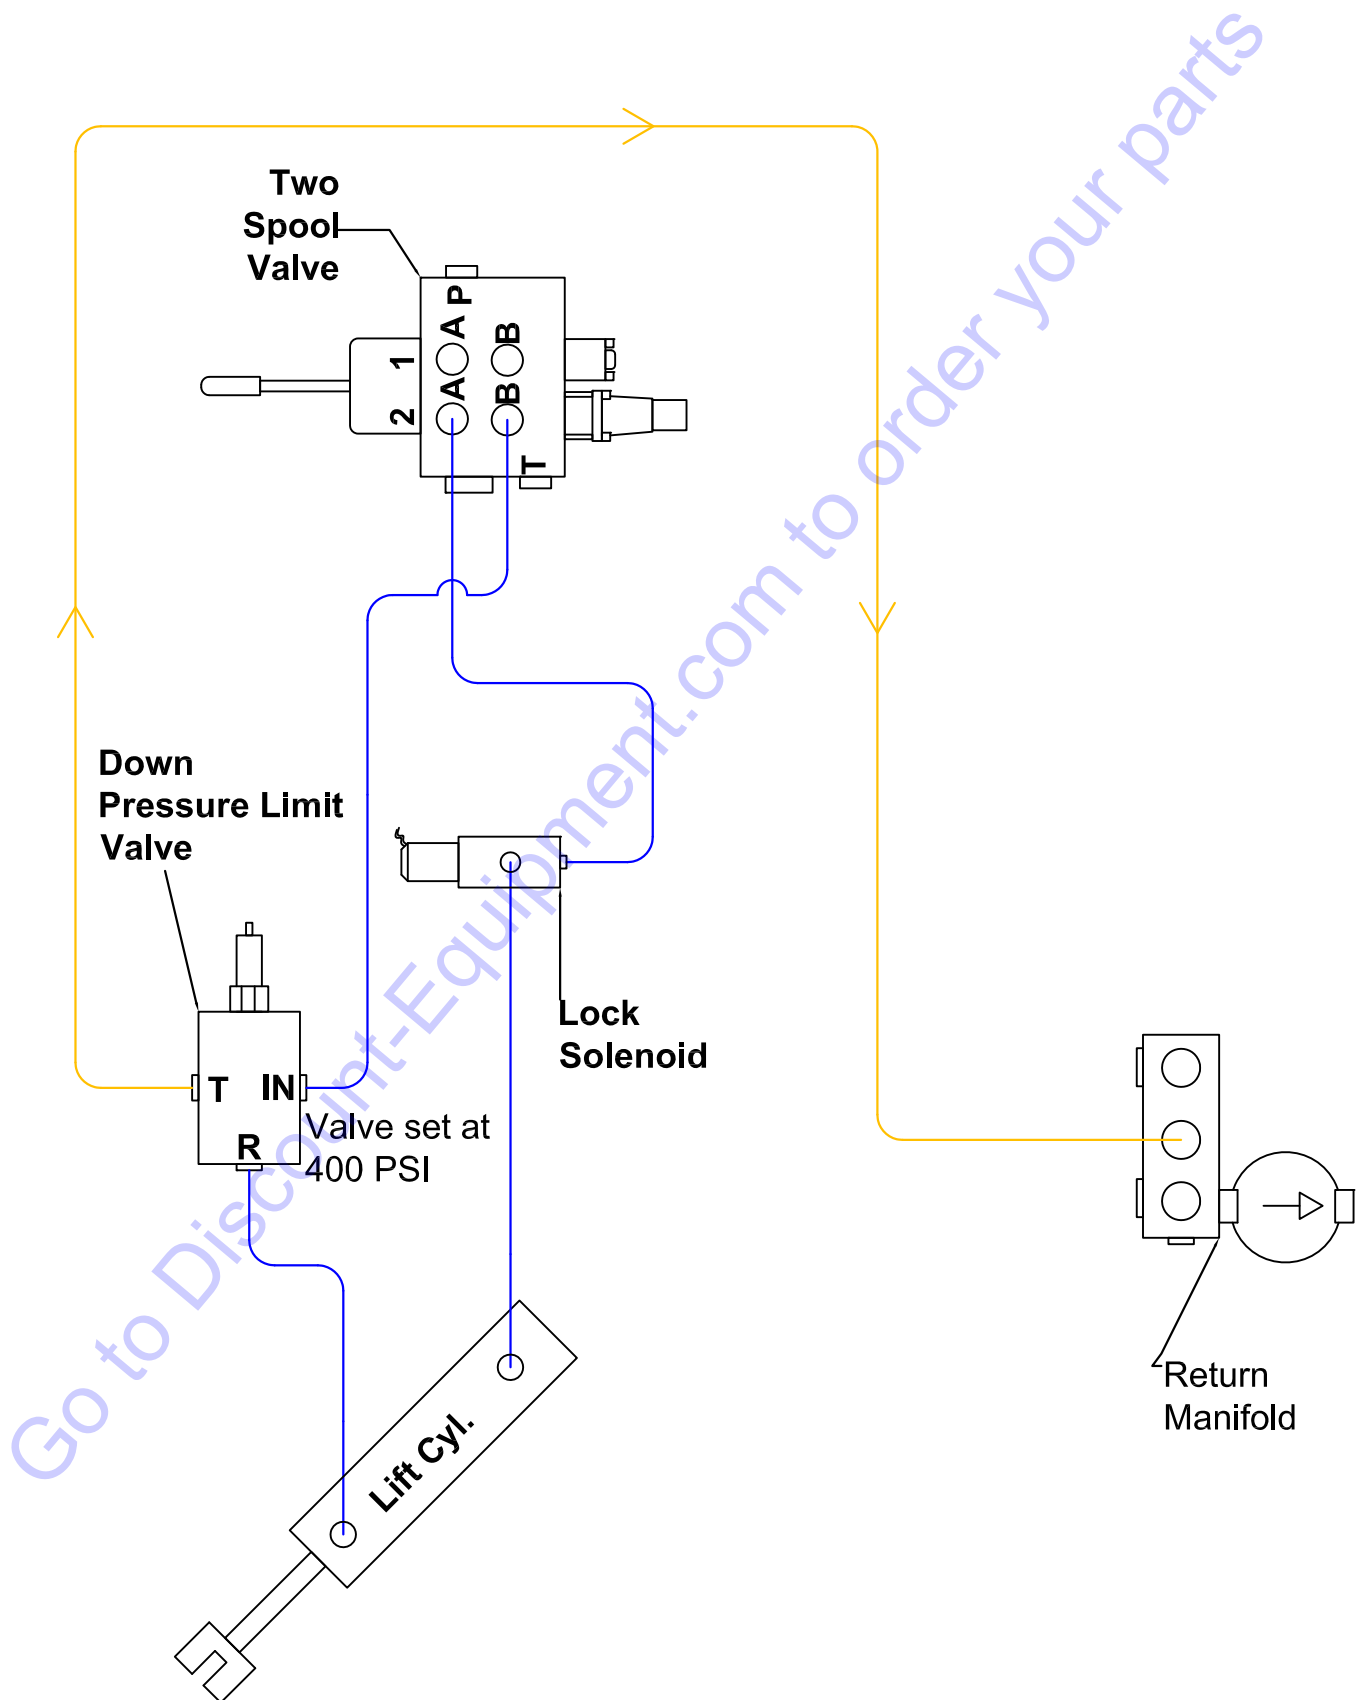 Two
Spool
Valve
P
A
B
1
A
B
2
T
Down
Pressure Limit
Valve
Lock
Solenoid
T
IN
R
Valve set at
400 PSI
Lift Cyl.
Return
Manifold
Go to Discount-Equipment.com to order your parts